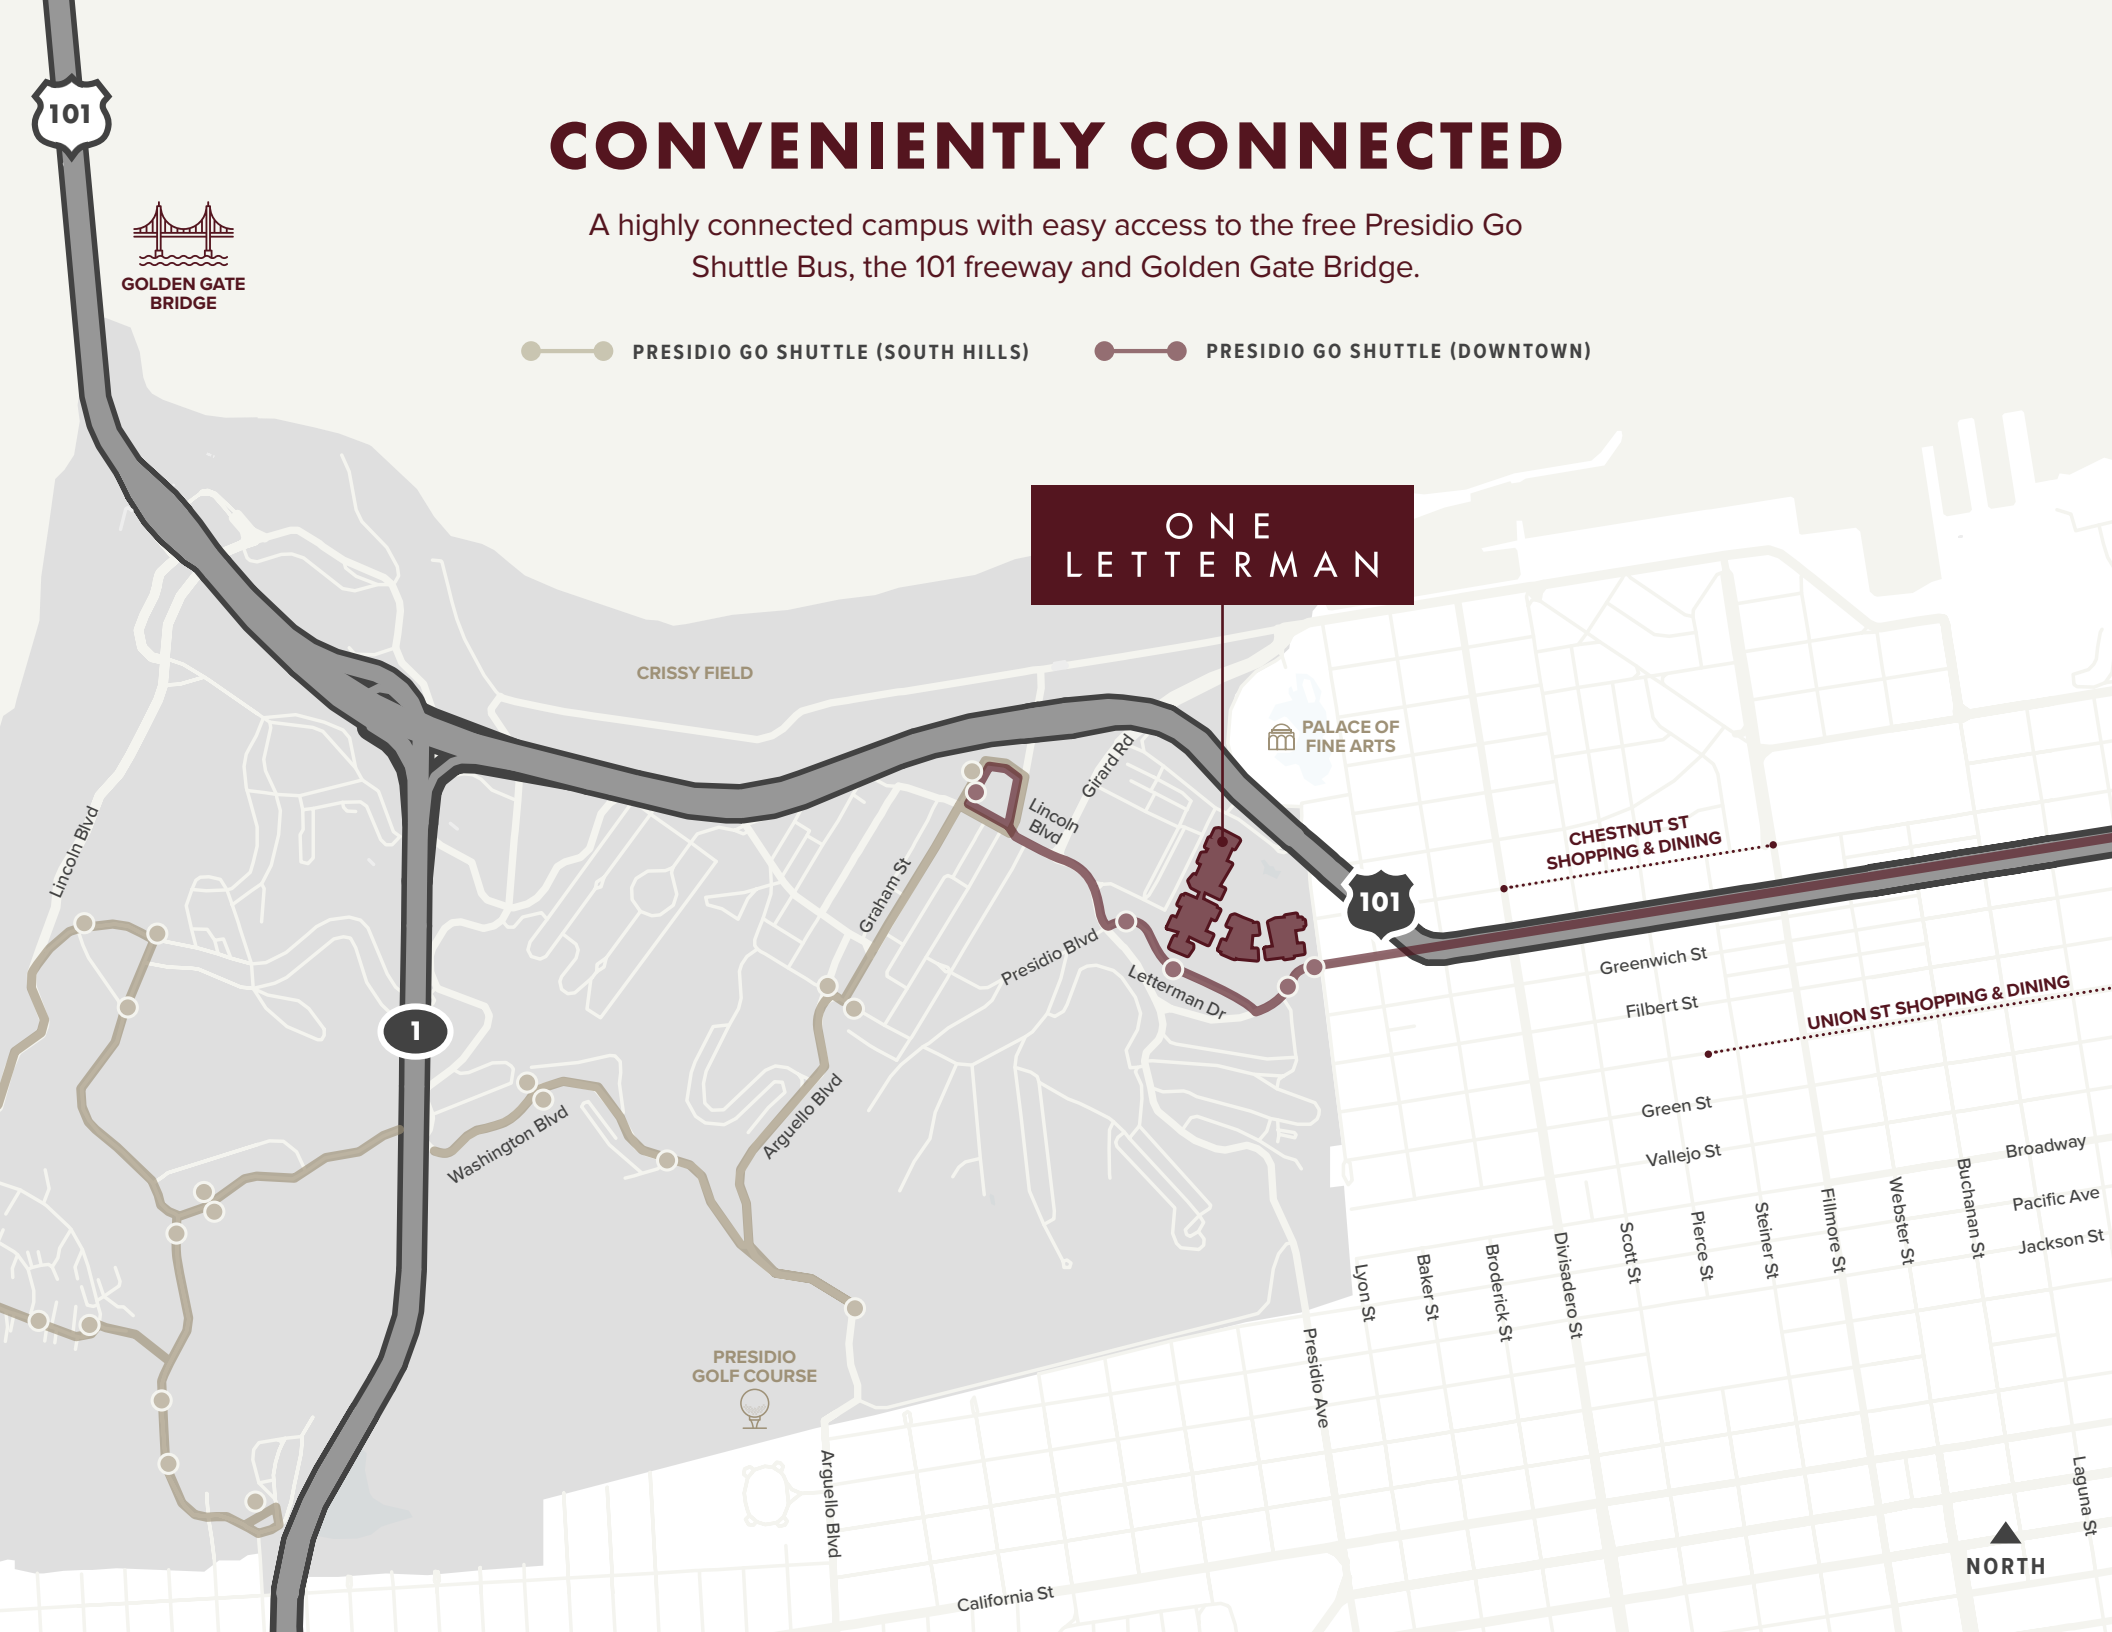 101
CONVENIENTLY CONNECTED
A highly connected campus with easy access to the free Presidio Go
Shuttle Bus, the 101 freeway and Golden Gate Bridge.
GOLDEN GATE
BRIDGE
PRESIDIO GO SHUTTLE (SOUTH HILLS)
PRESIDIO GO SHUTTLE (DOWNTOWN)
ONE
LETTERMAN
CRISSY FIELD
PALACE OF
FINE ARTS
Girard Rd
Lincoln
Blvd
Lincoln Blvd
CHESTNUT ST
SHOPPING & DINING
Graham St
101
Presidio Blvd
Letterman Dr
Greenwich St
Filbert St
UNION ST SHOPPING & DINING
1
Washington Blvd
Arguello Blvd
Green St
Vallejo St
Broadway
Pacific Ave
Jackson St
Lyon St
Baker St
Broderick St
Divisadero St
Scott St
Pierce St
Steiner St
Fillmore St
Webster St
Buchanan St
PRESIDIO
GOLF COURSE
Presidio Ave
Arguello Blvd
Laguna St
California St
NORTH